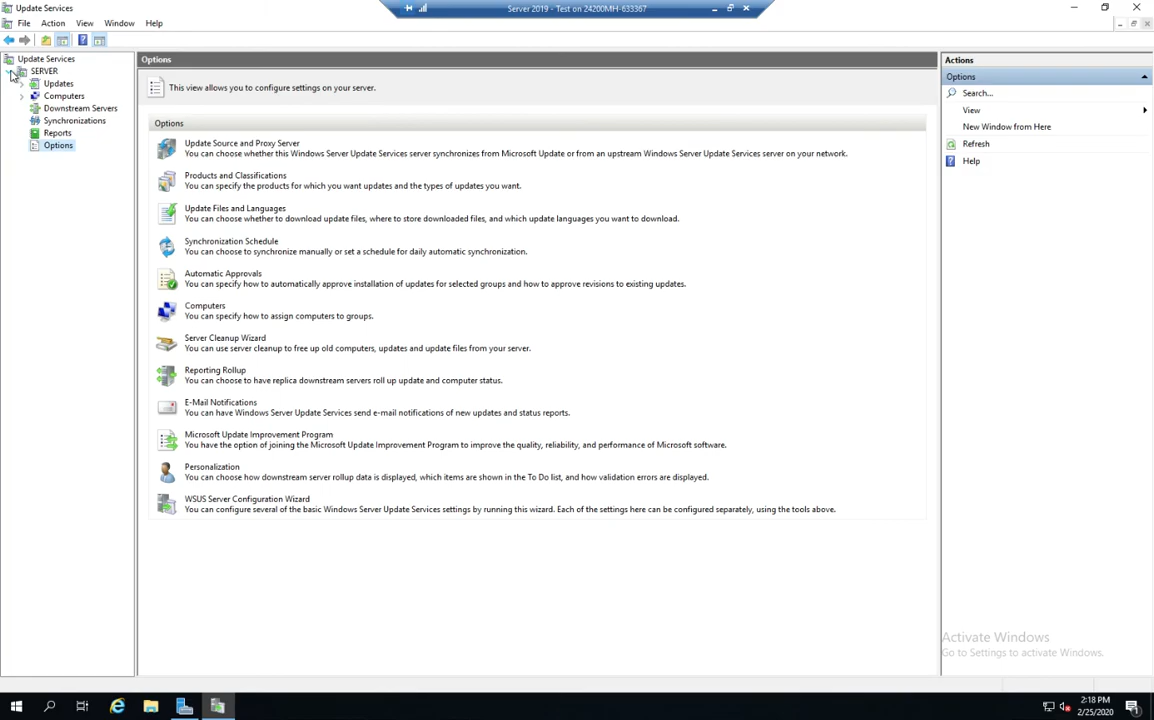 Update Services
Server 2019 - Test on 24200MH-633367
File Action View Window Help
Update Services
SERVER
Updates
Computers
Downstream Servers
Synchronizations
Reports
Options
Options
This view allows you to configure settings on your server.
Options
Update Source and Proxy Server
You can choose whether this Windows Server Update Services server synchronizes from Microsoft Update or from an upstream Windows Server Update Services server on your network.
Products and Classifications
You can specify the products for which you want updates and the types of updates you want.
Update Files and Languages
You can choose whether to download update files, where to store downloaded files, and which update languages you want to download.
Synchronization Schedule
You can choose to synchronize manually or set a schedule for daily automatic synchronization.
Automatic Approvals
You can specify how to automatically approve installation of updates for selected groups and how to approve revisions to existing updates.
Computers
You can specify how to assign computers to groups.
Server Cleanup Wizard
You can use server cleanup to free up old computers, updates and update files from your server.
Reporting Rollup
You can choose to have replica downstream servers roll up update and computer status.
E-Mail Notifications
You can have Windows Server Update Services send e-mail notifications of new updates and status reports.
Microsoft Update Improvement Program
You have the option of joining the Microsoft Update Improvement Program to improve the quality, reliability, and performance of Microsoft software.
Personalization
You can choose how downstream server rollup data is displayed, which items are shown in the To Do list, and how validation errors are displayed.
WSUS Server Configuration Wizard
You can configure several of the basic Windows Server Update Services settings by running this wizard. Each of the settings here can be configured separately, using the tools above.
Actions
Options
Search...
View
New Window from Here
Refresh
Help
Activate Windows
Go to Settings to activate Windows.
2:18 PM
2/25/2020